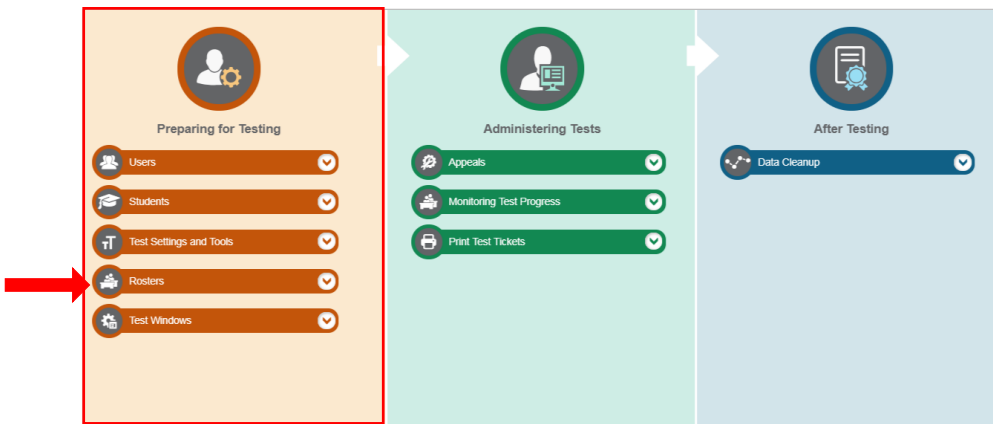 Preparing for Testing
Users
Students
Test Settings and Tools
Rosters
Test Windows
Administering Tests
Appeals
Monitoring Test Progress
Print Test Tickets
After Testing
Data Cleanup